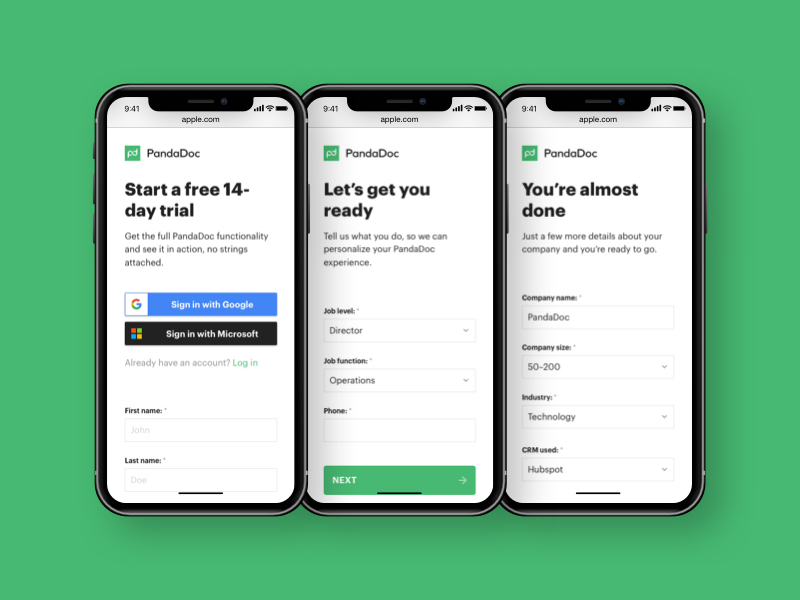 9:41
apple.com
pd PandaDoc
Start a free 14-
day trial
Get the full PandaDoc functionality
and see it in action, no strings
attached.
Sign in with Google
Sign in with Microsoft
Already have an account? Log in
First name: *
John
Last name: *
Doe
9:41
apple.com
pd PandaDoc
Let's get you
ready
Tell us what you do, so we can
personalize your PandaDoc
experience.
Job level: *
Director
Job function: *
Operations
Phone: *
NEXT
9:41
apple.com
pd PandaDoc
You're almost
done
Just a few more details about your
company and you're ready to go.
Company name: *
PandaDoc
Company size: *
50-200
Industry: *
Technology
CRM used: *
Hubspot